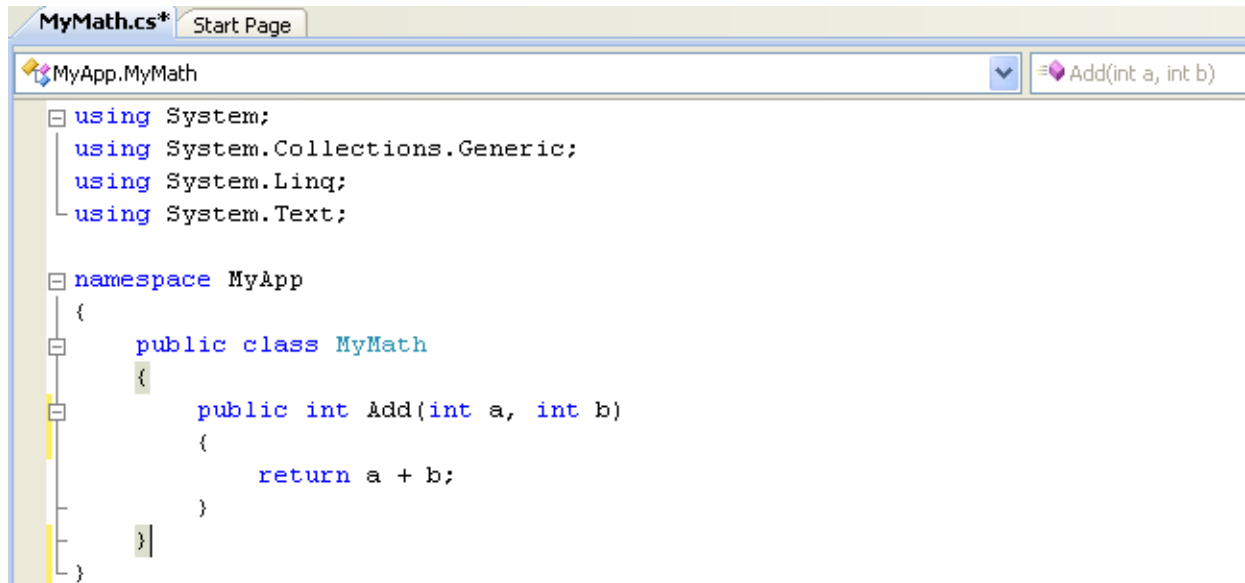 MyMath.cs* Start Page
MyApp.MyMath Add(int a, int b)
using System;
using System.Collections.Generic;
using System.Linq;
using System.Text;
namespace MyApp
{
public class MyMath
{
public int Add(int a, int b)
{
return a + b;
}
}
}